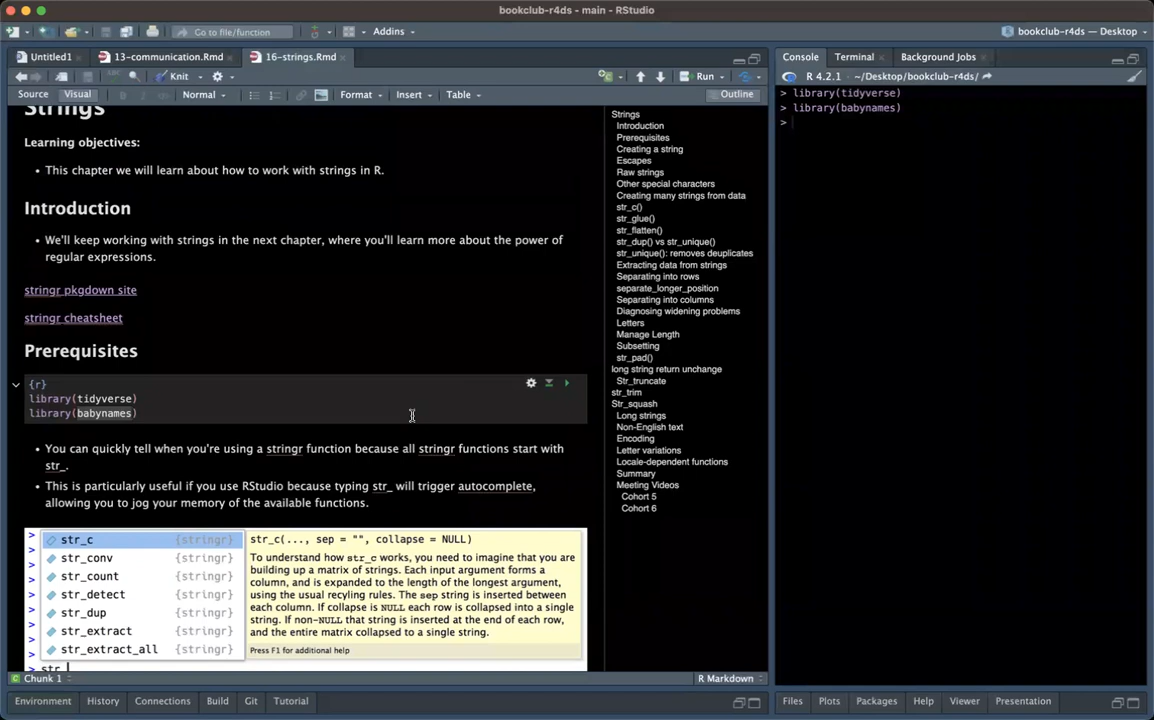 bookclub-r4ds - main - RStudio
Go to file/function
Addins
bookclub-r4ds — Desktop
Untitled1
13-communication.Rmd
16-strings.Rmd
Knit
Run
Source
Visual
Normal
Format
Insert
Table
Outline
Strings
Learning objectives:
• This chapter we will learn about how to work with strings in R.
Introduction
• We'll keep working with strings in the next chapter, where you'll learn more about the power of
regular expressions.
stringr pkgdown site
stringr cheatsheet
Prerequisites
{r}
library(tidyverse)
library(babynames)
• You can quickly tell when you're using a stringr function because all stringr functions start with
str_.
• This is particularly useful if you use RStudio because typing str_ will trigger autocomplete,
allowing you to jog your memory of the available functions.
str_c {stringr}
str_conv {stringr}
str_count {stringr}
str_detect {stringr}
str_dup {stringr}
str_extract {stringr}
str_extract_all {stringr}
str_c(..., sep = "", collapse = NULL)
To understand how str_c works, you need to imagine that you are
building up a matrix of strings. Each input argument forms a
column, and is expanded to the length of the longest argument,
using the usual recyling rules. The sep string is inserted between
each column. If collapse is NULL each row is collapsed into a single
string. If non-NULL that string is inserted at the end of each row,
and the entire matrix collapsed to a single string.
Press F1 for additional help
> str_
Chunk 1
R Markdown
Strings
Introduction
Prerequisites
Creating a string
Escapes
Raw strings
Other special characters
Creating many strings from data
str_c()
str_glue()
str_flatten()
str_dup() vs str_unique()
str_unique(): removes deuplicates
Extracting data from strings
Separating into rows
separate_longer_position
Separating into columns
Diagnosing widening problems
Letters
Manage Length
Subsetting
str_pad()
long string return unchange
Str_truncate
str_trim
Str_squash
Long strings
Non-English text
Encoding
Letter variations
Locale-dependent functions
Summary
Meeting Videos
Cohort 5
Cohort 6
Console
Terminal
Background Jobs
R 4.2.1 · ~/Desktop/bookclub-r4ds/
> library(tidyverse)
> library(babynames)
>
Environment
History
Connections
Build
Git
Tutorial
Files
Plots
Packages
Help
Viewer
Presentation